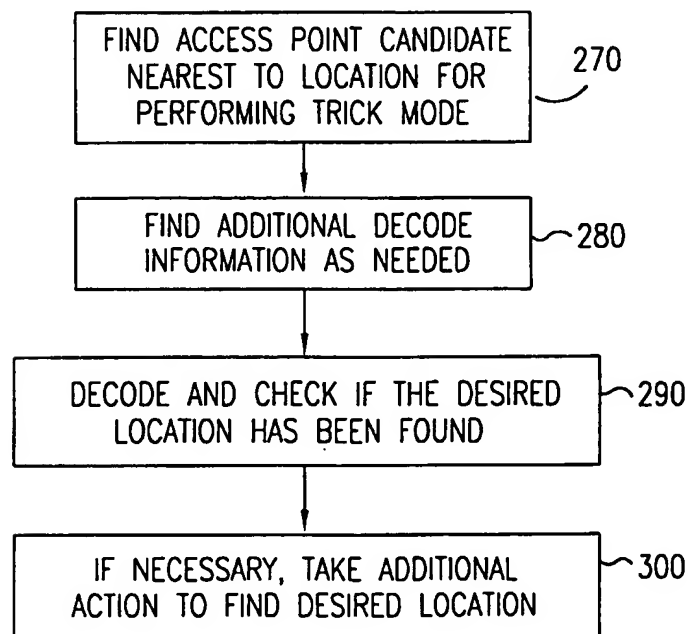 FIND ACCESS POINT CANDIDATE
NEAREST TO LOCATION FOR
PERFORMING TRICK MODE
270
FIND ADDITIONAL DECODE
INFORMATION AS NEEDED
280
DECODE AND CHECK IF THE DESIRED
LOCATION HAS BEEN FOUND
290
IF NECESSARY, TAKE ADDITIONAL
ACTION TO FIND DESIRED LOCATION
300